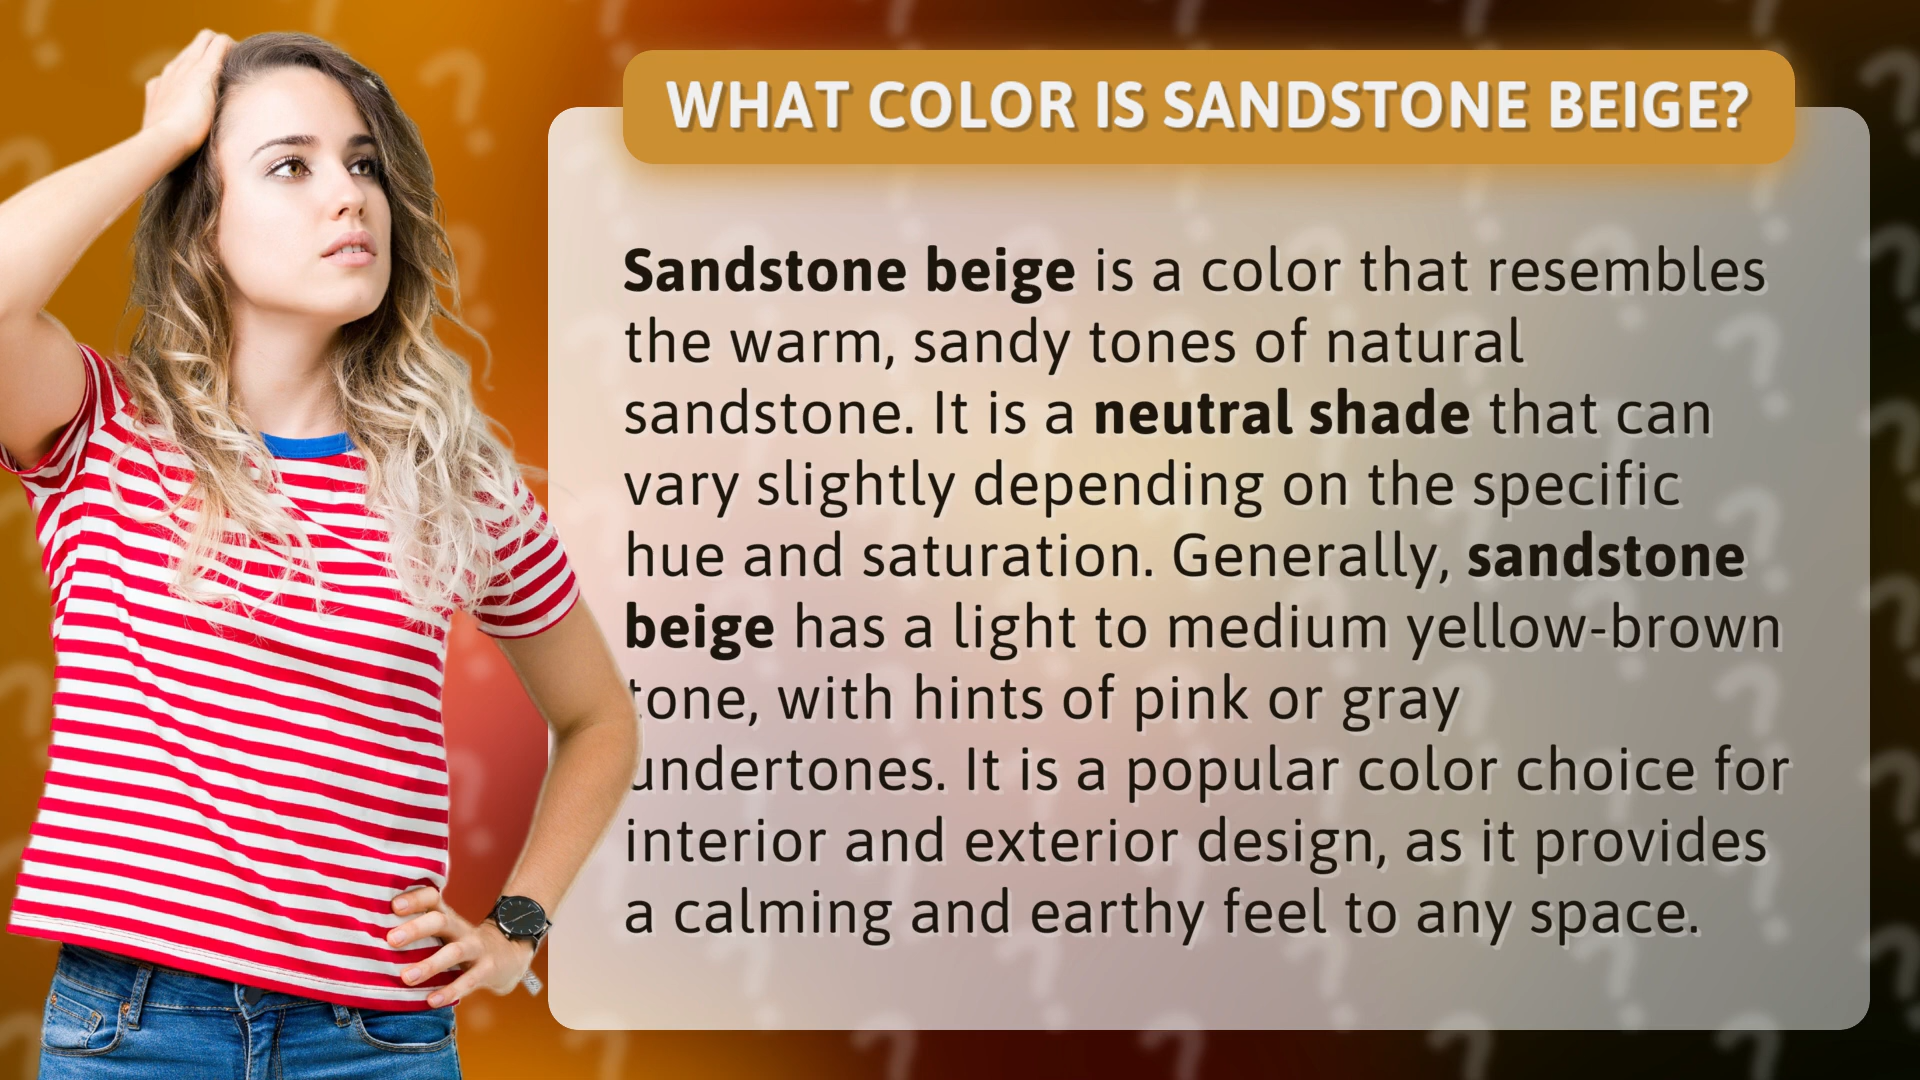 WHAT COLOR IS SANDSTONE BEIGE?
Sandstone beige is a color that resembles
the warm, sandy tones of natural
sandstone. It is a neutral shade that can
vary slightly depending on the specific
hue and saturation. Generally, sandstone
beige has a light to medium yellow-brown
tone, with hints of pink or gray
undertones. It is a popular color choice for
interior and exterior design, as it provides
a calming and earthy feel to any space.